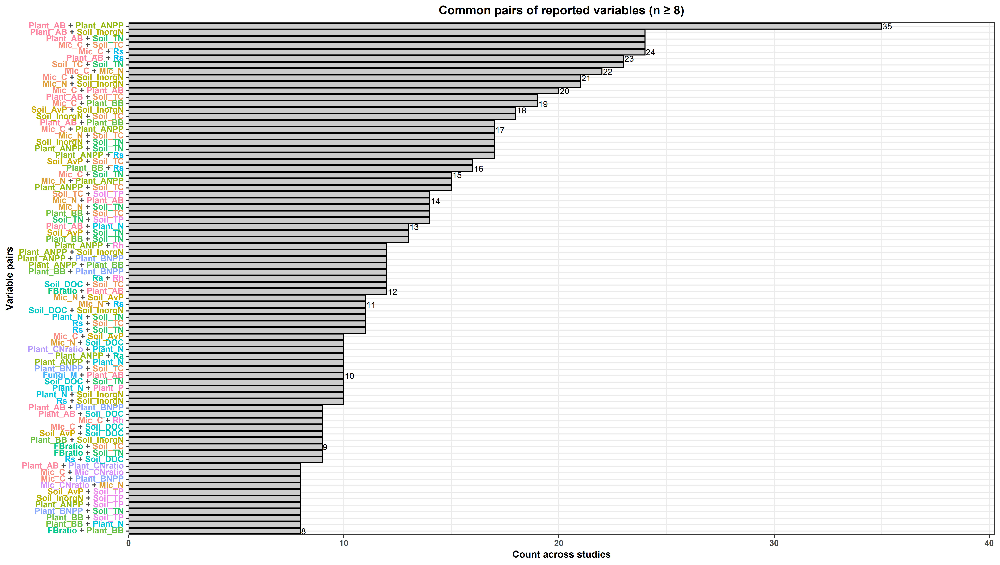 Common pairs of reported variables (n ≥ 8)
Plant_AB + Plant_ANPP
35
Plant_AB + Soil_InorgN
Plant_AB + Soil_TN
Mic_C + Soil_TC
Mic_C + Rs
24
Plant_AB + Rs
23
Soil_TC + Soil_TN
Mic_C + Mic_N
22
Mic_C + Soil_InorgN
21
Mic_N + Soil_InorgN
Mic_C + Plant_AB
20
Plant_AB + Soil_TC
Mic_C + Plant_BB
19
Soil_AvP + Soil_InorgN
18
Soil_InorgN + Soil_TC
Plant_AB + Plant_BB
Mic_C + Plant_ANPP
17
Mic_N + Soil_TC
Soil_InorgN + Soil_TN
Plant_ANPP + Soil_TN
Plant_ANPP + Rs
Soil_AvP + Soil_TC
Plant_BB + Rs
16
Mic_C + Soil_TN
15
Mic_N + Plant_ANPP
Plant_ANPP + Soil_TC
Soil_TC + Soil_TP
Mic_N + Plant_AB
14
Mic_N + Soil_TN
Plant_BB + Soil_TC
Soil_TN + Soil_TP
Plant_AB + Plant_N
13
Soil_AvP + Soil_TN
Plant_BB + Soil_TN
Plant_ANPP + Rh
Plant_ANPP + Soil_InorgN
Plant_ANPP + Plant_BNPP
Plant_ANPP + Plant_BB
Plant_BB + Plant_BNPP
Ra + Rh
Soil_DOC + Soil_TC
FBratio + Plant_AB
12
Mic_N + Soil_AvP
Mic_N + Rs
11
Soil_DOC + Soil_InorgN
Plant_N + Soil_TN
Rs + Soil_TC
Rs + Soil_TN
Mic_C + Soil_AvP
Mic_N + Soil_DOC
Plant_CNratio + Plant_N
Plant_ANPP + Ra
Plant_ANPP + Plant_N
Plant_BNPP + Soil_TC
Fungi_M + Plant_AB
10
Soil_DOC + Soil_TN
Plant_N + Plant_P
Plant_N + Soil_InorgN
Rs + Soil_InorgN
Plant_AB + Plant_BNPP
Plant_AB + Soil_DOC
Mic_C + Rh
Mic_C + Soil_DOC
Soil_AvP + Soil_DOC
Plant_BB + Soil_InorgN
FBratio + Soil_TC
9
FBratio + Soil_TN
Rs + Soil_DOC
Plant_AB + Plant_CNratio
Mic_C + Mic_CNratio
Mic_C + Plant_BNPP
Mic_CNratio + Mic_N
Soil_AvP + Soil_TP
Soil_InorgN + Soil_TP
Plant_ANPP + Soil_TP
Plant_BNPP + Soil_TN
Plant_BB + Soil_TP
Plant_BB + Plant_N
FBratio + Plant_BB
8
Variable pairs
0 10 20 30 40
Count across studies